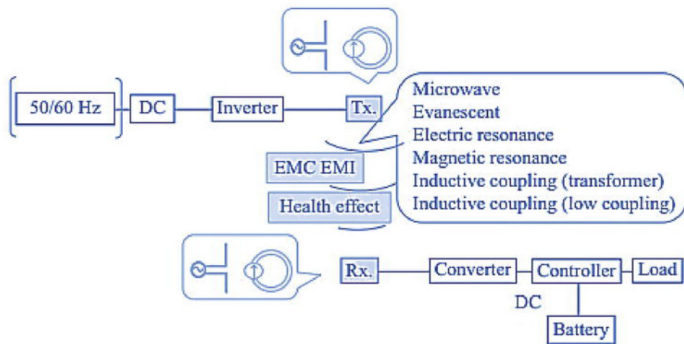 50/60 Hz
DC
Inverter
Tx.
Microwave
Evanescent
Electric resonance
Magnetic resonance
Inductive coupling (transformer)
Inductive coupling (low coupling)
EMC EMI
Health effect
Rx.
Converter
Controller
Load
DC
Battery